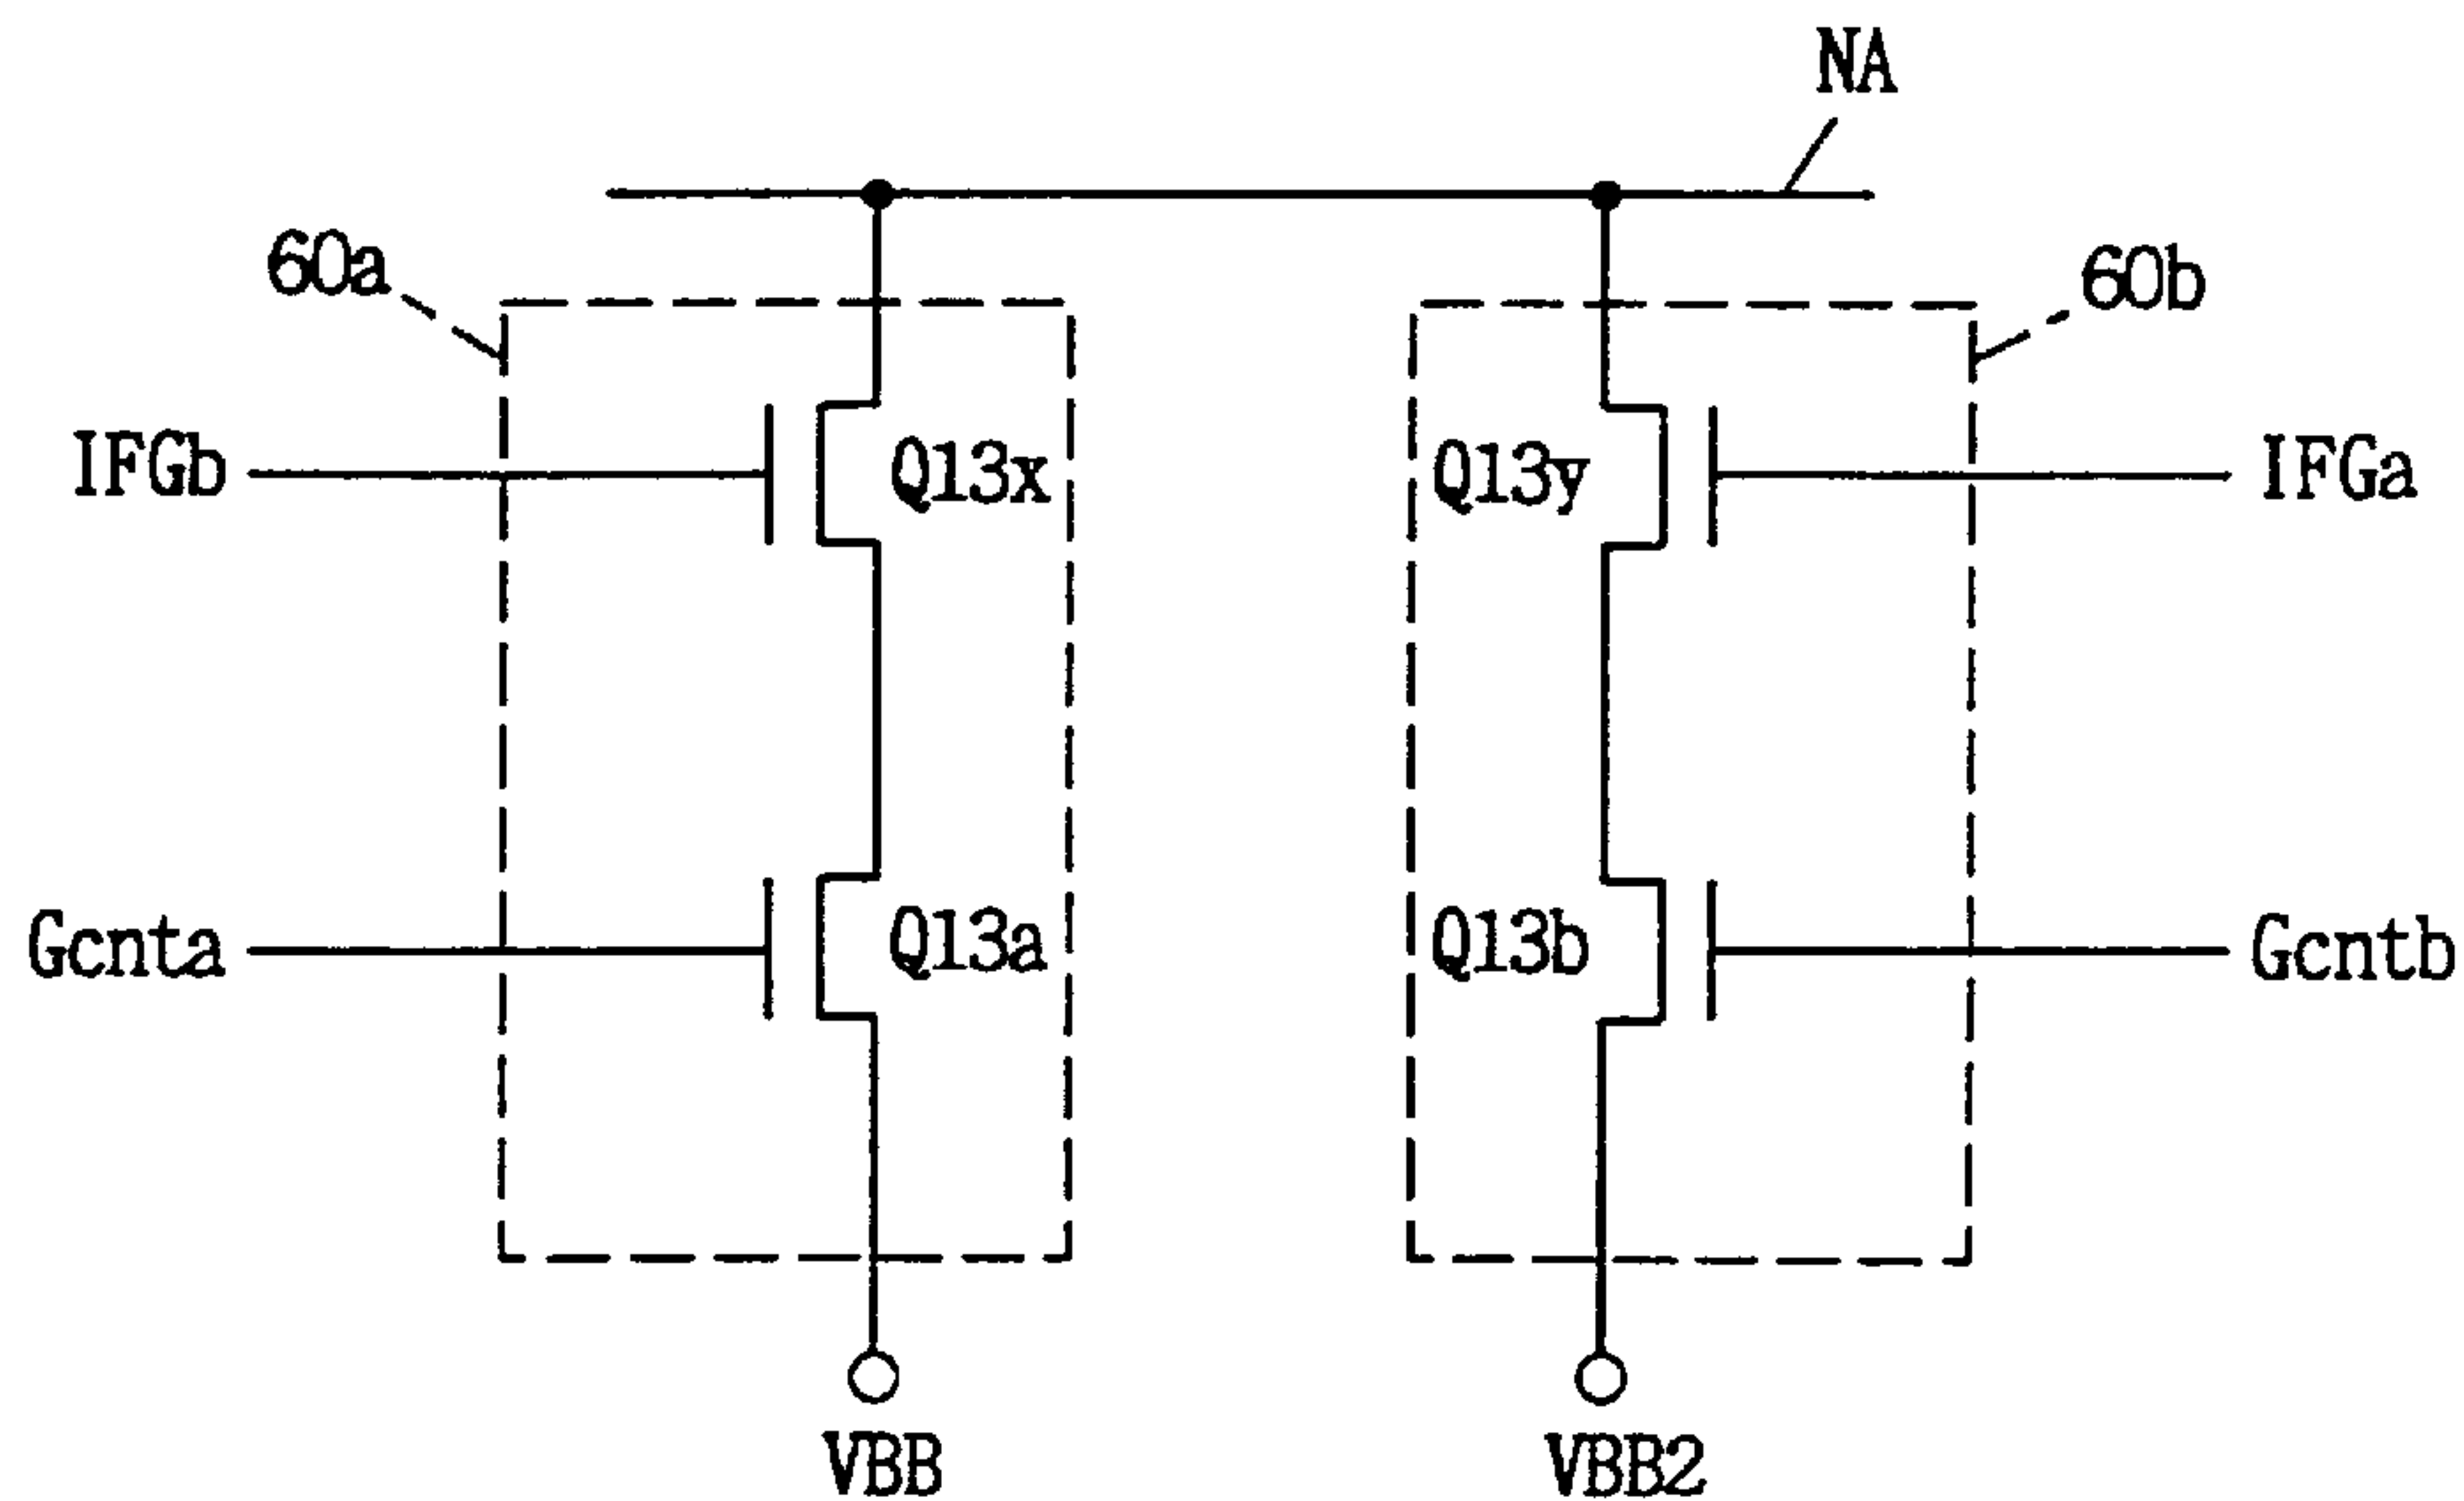 NA
60a
60b
IFGb
Q13x
Q13y
IFGa
Gcnta
Q13a
Q13b
Gcntb
VBB
VBB2